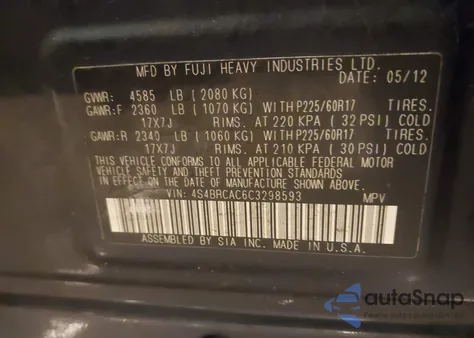 MFD BY FUJI HEAVY INDUSTRIES LTD.
DATE: 05/12
GVWR: 4585 LB (2080 KG)
GAWR:F 2360 LB (1070 KG) WITH P225/60R17 TIRES.
17X7J RIMS. AT 220 KPA (32 PSI) COLD
GAWR:R 2340 LB (1060 KG) WITH P225/60R17 TIRES.
17X7J RIMS. AT 210 KPA (30 PSI) COLD
THIS VEHICLE CONFORMS TO ALL APPLICABLE FEDERAL MOTOR
VEHICLE SAFETY AND THEFT PREVENTION STANDARDS
IN EFFECT ON THE DATE OF MANUFACTURE SHOWN ABOVE.
VIN: 4S4BRCAC6C3298593 MPV
ASSEMBLED BY SIA INC. MADE IN U.S.A.
autoSnap